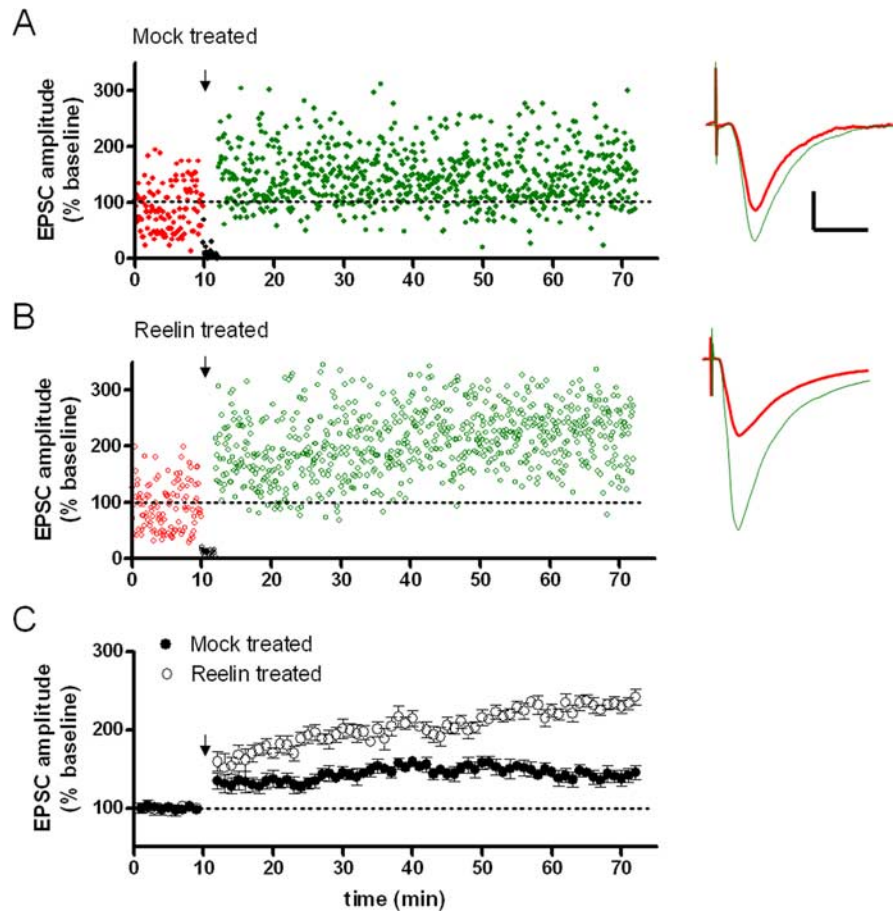 A
Mock treated
EPSC amplitude
(% baseline)
300
200
100
0
0 10 20 30 40 50 60 70
B
Reelin treated
EPSC amplitude
(% baseline)
300
200
100
0
0 10 20 30 40 50 60 70
C
Mock treated
Reelin treated
EPSC amplitude
(% baseline)
300
200
100
0 10 20 30 40 50 60 70
time (min)